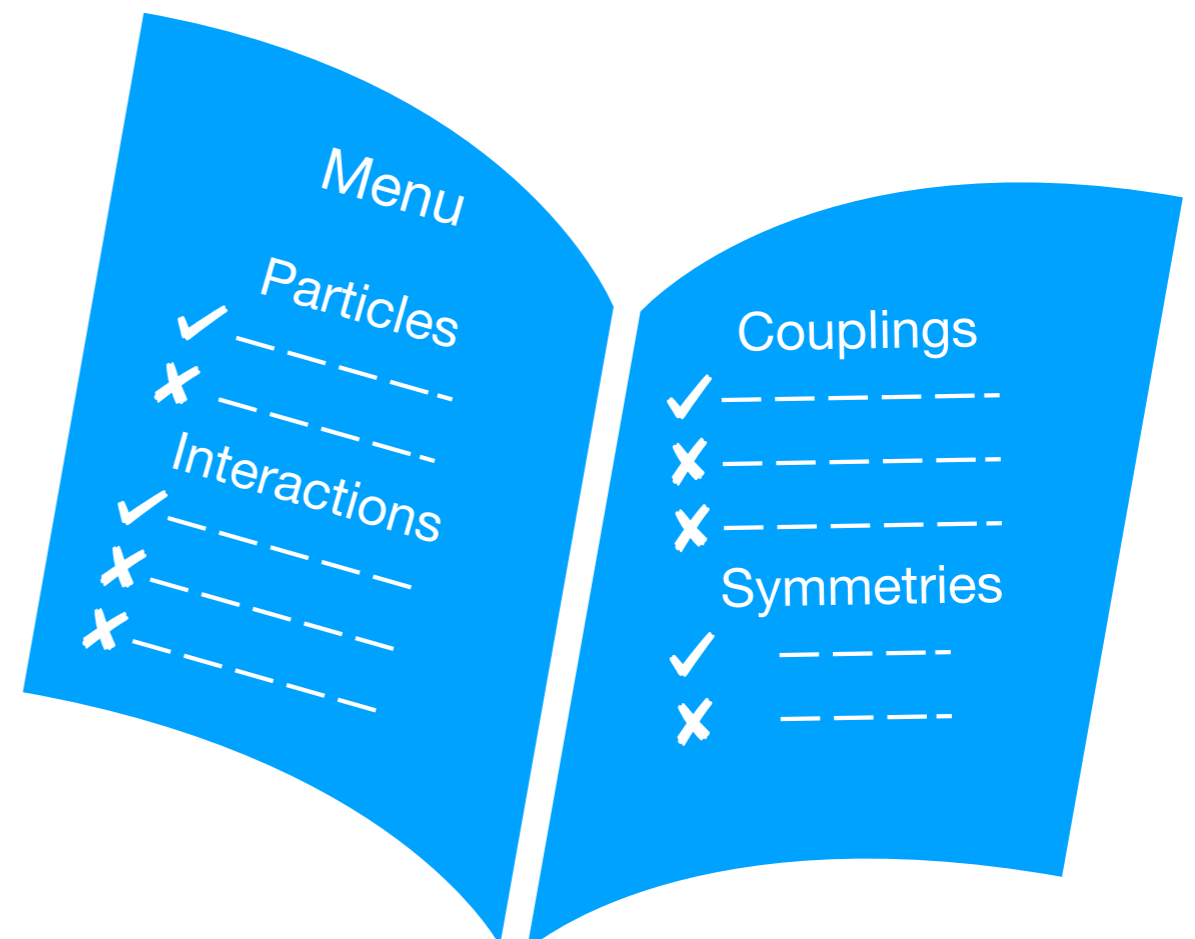 Menu
Particles
✓
✗
Interactions
✓
✗
✗
Couplings
✓
✗
✗
Symmetries
✓
✗